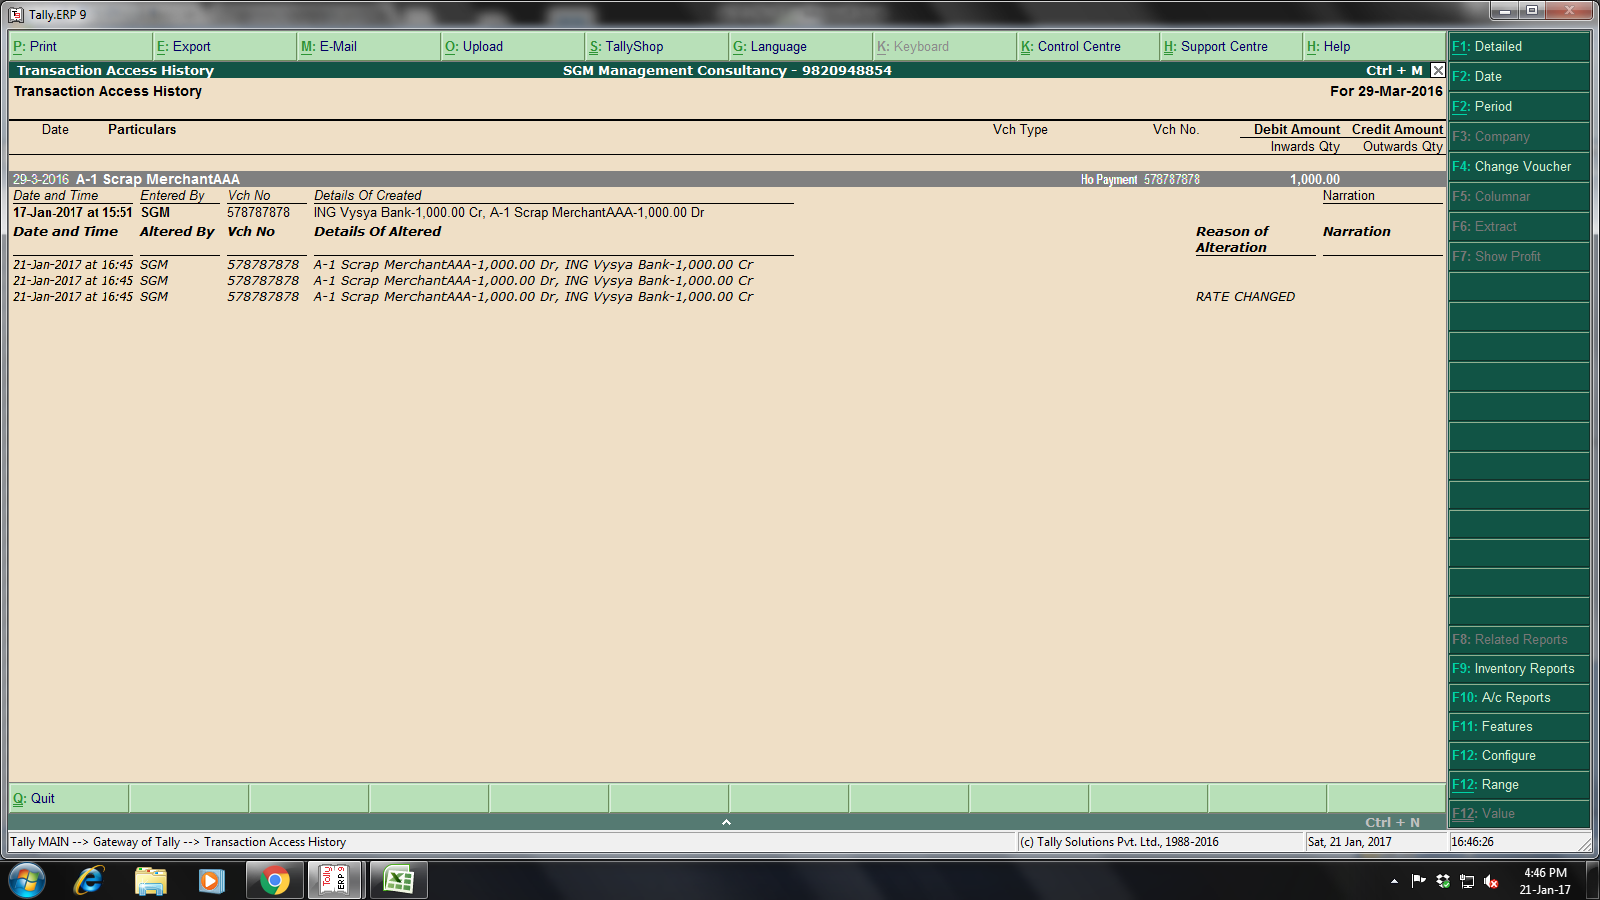 Tally.ERP 9
P: Print E: Export M: E-Mail O: Upload S: TallyShop G: Language K: Keyboard K: Control Centre H: Support Centre H: Help
Transaction Access History SGM Management Consultancy - 9820948854 Ctrl + M
Transaction Access History For 29-Mar-2016
Date Particulars Vch Type Vch No. Debit Amount Credit Amount
Inwards Qty Outwards Qty
29-3-2016 A-1 Scrap MerchantAAA Ho Payment 578787878 1,000.00
Date and Time Entered By Vch No Details Of Created Narration
17-Jan-2017 at 15:51 SGM 578787878 ING Vysya Bank-1,000.00 Cr, A-1 Scrap MerchantAAA-1,000.00 Dr
Date and Time Altered By Vch No Details Of Altered Reason of Narration
Alteration
21-Jan-2017 at 16:45 SGM 578787878 A-1 Scrap MerchantAAA-1,000.00 Dr, ING Vysya Bank-1,000.00 Cr
21-Jan-2017 at 16:45 SGM 578787878 A-1 Scrap MerchantAAA-1,000.00 Dr, ING Vysya Bank-1,000.00 Cr
21-Jan-2017 at 16:45 SGM 578787878 A-1 Scrap MerchantAAA-1,000.00 Dr, ING Vysya Bank-1,000.00 Cr RATE CHANGED
F1: Detailed
F2: Date
F2: Period
F3: Company
F4: Change Voucher
F5: Columnar
F6: Extract
F7: Show Profit
F8: Related Reports
F9: Inventory Reports
F10: A/c Reports
F11: Features
F12: Configure
F12: Range
F12: Value
Q: Quit
Ctrl + N
Tally MAIN --> Gateway of Tally --> Transaction Access History (c) Tally Solutions Pvt. Ltd., 1988-2016 Sat, 21 Jan, 2017 16:46:26
Tally
ERP 9
4:46 PM
21-Jan-17